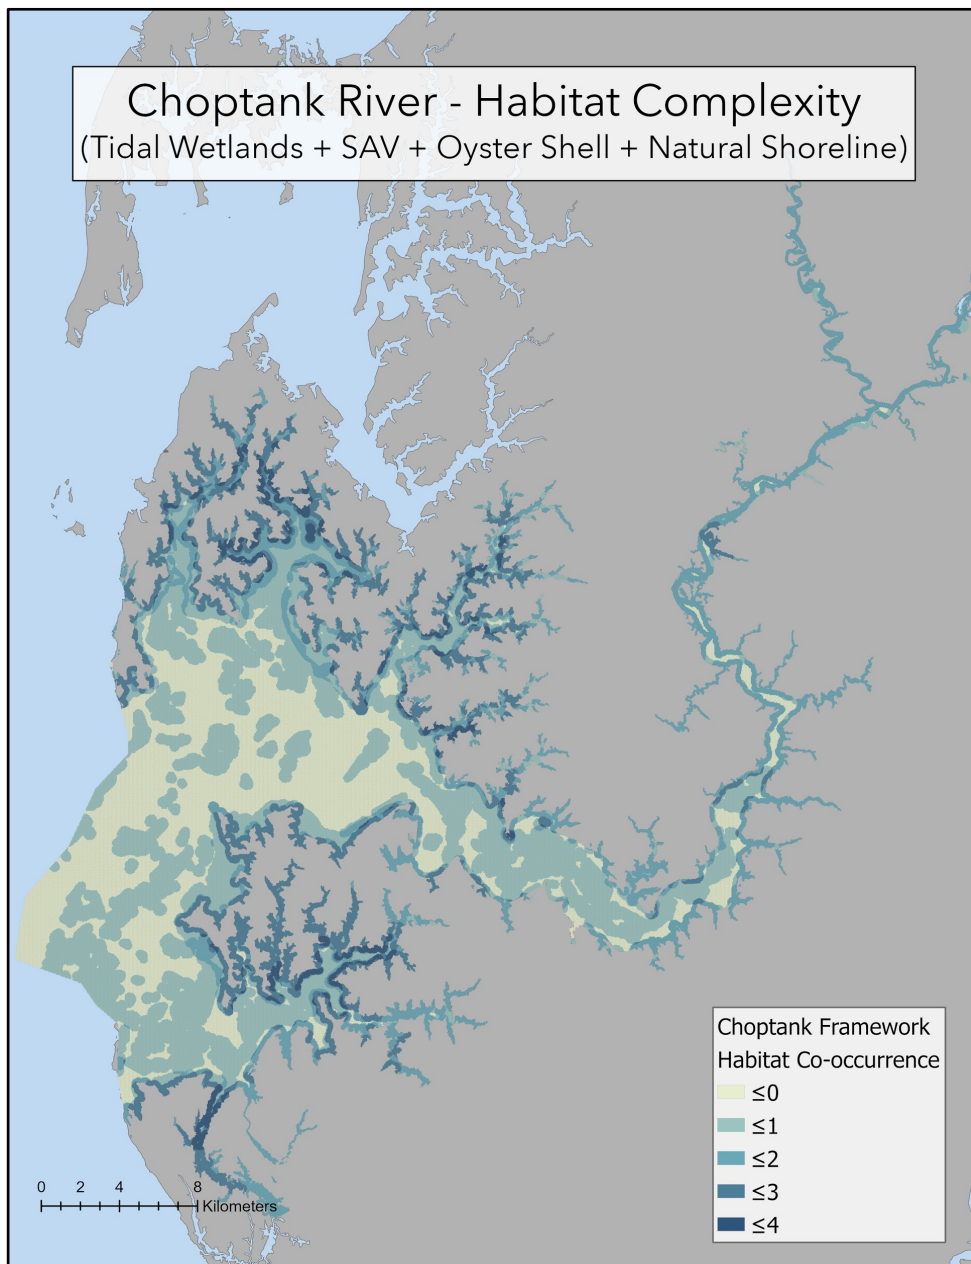 Choptank River - Habitat Complexity
(Tidal Wetlands + SAV + Oyster Shell + Natural Shoreline)
Choptank Framework
Habitat Co-occurrence
≤0
≤1
≤2
≤3
≤4
0 2 4 8
Kilometers